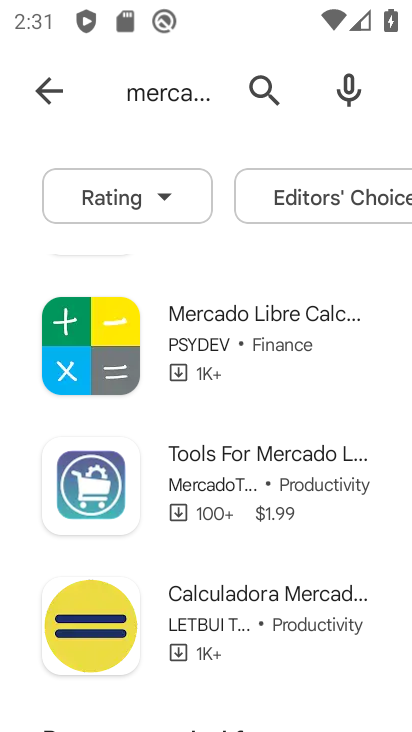 2:31
merca...
Rating
Editors' Choice
Mercado Libre Calc...
PSYDEV • Finance
1K+
Tools For Mercado L...
MercadoT... • Productivity
100+ $1.99
Calculadora Mercad...
LETBUI T... • Productivity
1K+